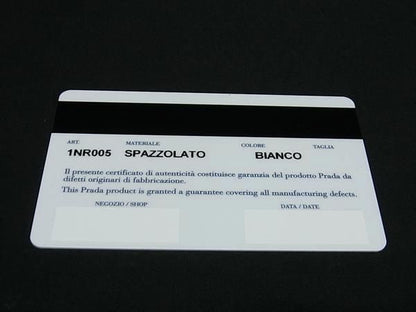 ART. MATERIALE COLORE TAGLIA
1NR005 SPAZZOLATO BIANCO
Il presente certificato di autenticità costituisce garanzia del prodotto Prada da
difetti originari di fabbricazione.
This Prada product is granted a guarantee covering all manufacturing defects.
NEGOZIO / SHOP DATA / DATE